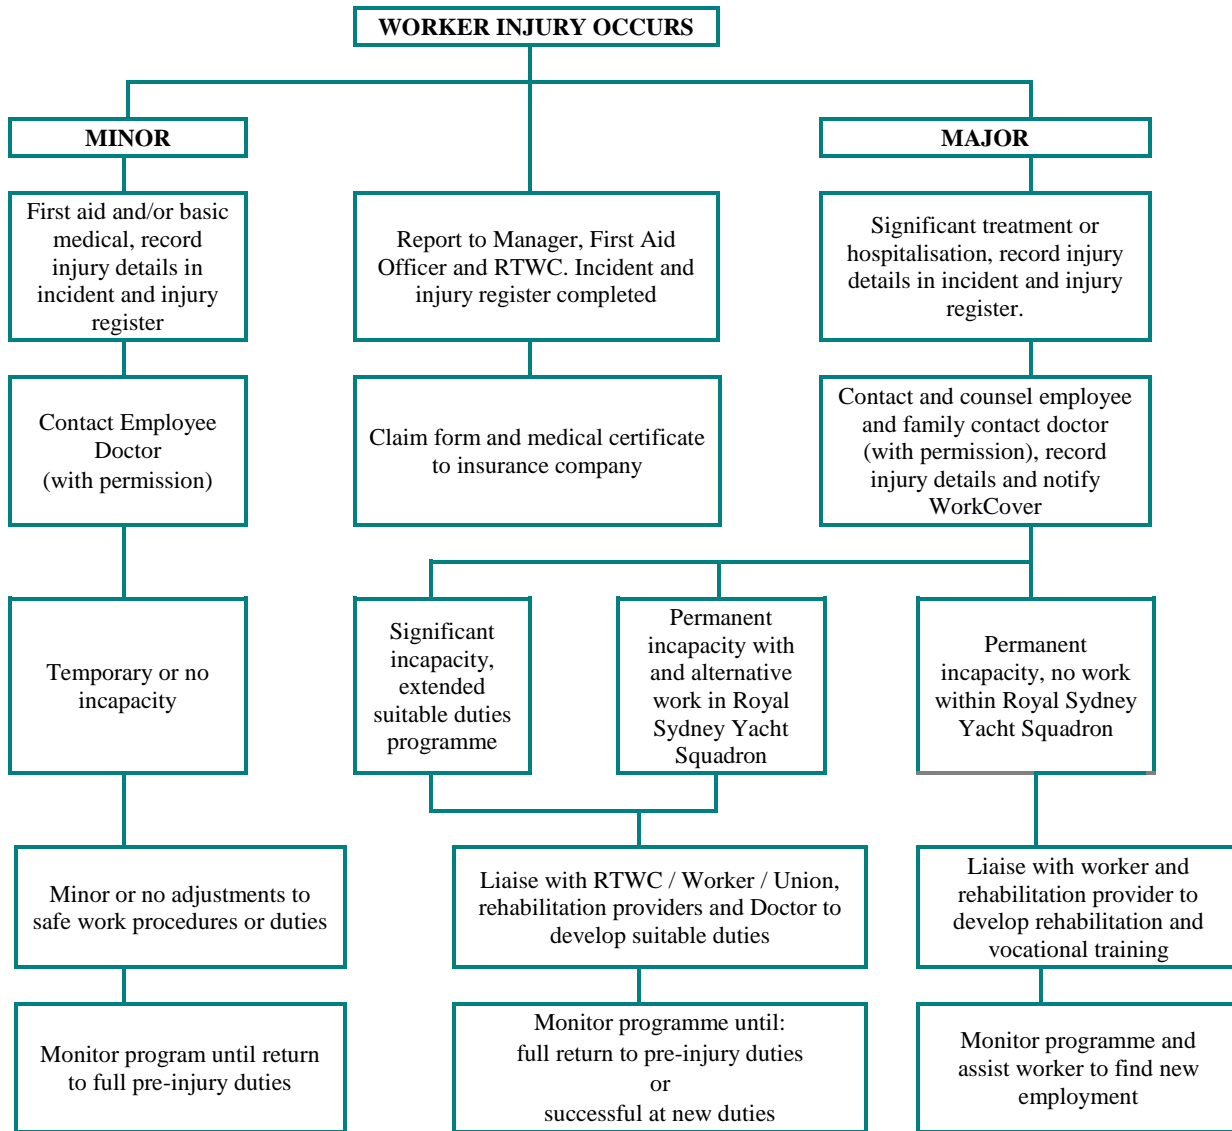 WORKER INJURY OCCURS
MINOR
MAJOR
First aid and/or basic
medical, record
injury details in
incident and injury
register
Report to Manager, First Aid
Officer and RTWC. Incident and
injury register completed
Significant treatment or
hospitalisation, record injury
details in incident and injury
register.
Contact Employee
Doctor
(with permission)
Claim form and medical certificate
to insurance company
Contact and counsel employee
and family contact doctor
(with permission), record
injury details and notify
WorkCover
Temporary or no
incapacity
Significant
incapacity,
extended
suitable duties
programme
Permanent
incapacity with
and alternative
work in Royal
Sydney Yacht
Squadron
Permanent
incapacity, no work
within Royal Sydney
Yacht Squadron
Minor or no adjustments to
safe work procedures or duties
Liaise with RTWC / Worker / Union,
rehabilitation providers and Doctor to
develop suitable duties
Liaise with worker and
rehabilitation provider to
develop rehabilitation and
vocational training
Monitor program until return
to full pre-injury duties
Monitor programme until:
full return to pre-injury duties
or
successful at new duties
Monitor programme and
assist worker to find new
employment